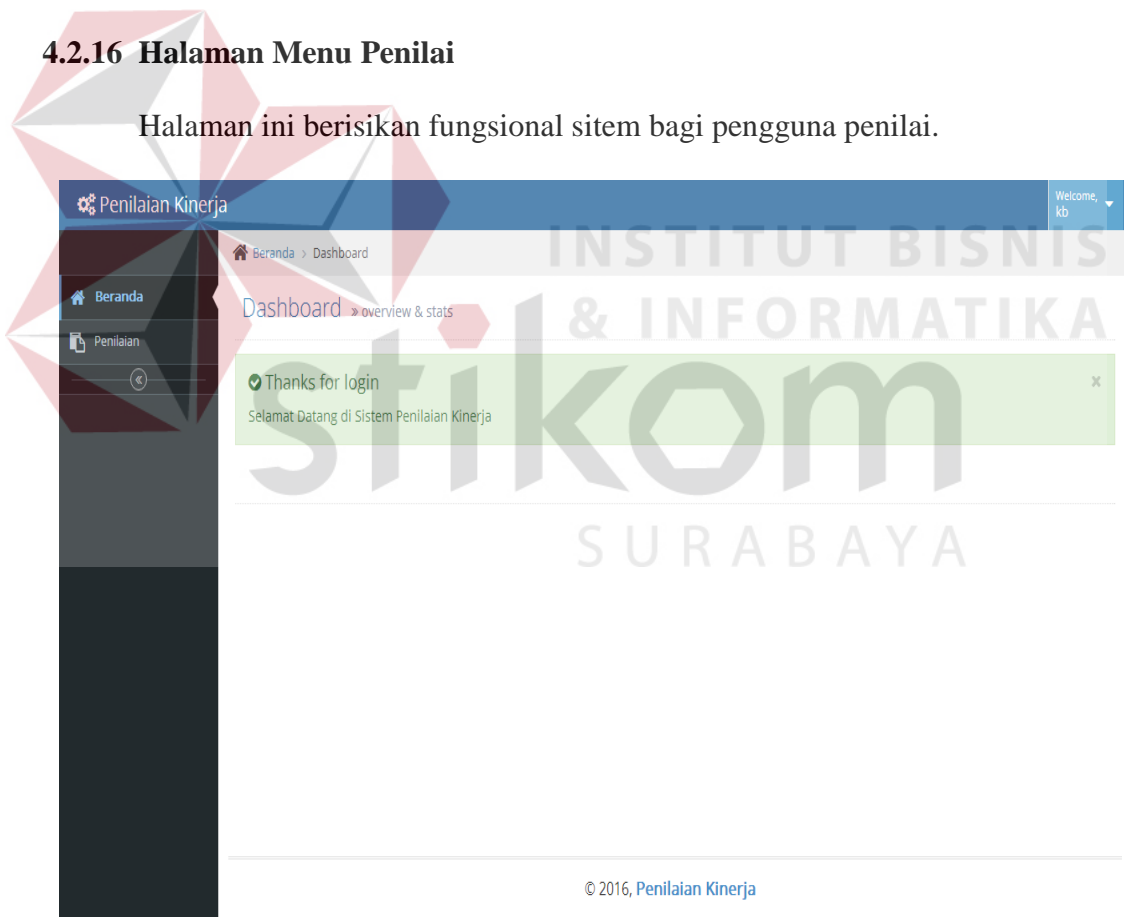 4.2.16 Halaman Menu Penilai
Halaman ini berisikan fungsional sitem bagi pengguna penilai.
Penilaian Kinerja
Welcome,
kb
Beranda > Dashboard
Beranda
Penilaian
Dashboard » overview & stats
Thanks for login
×
Selamat Datang di Sistem Penilaian Kinerja
INSTITUT BISNIS
& INFORMATIKA
stikom
SURABAYA
© 2016, Penilaian Kinerja